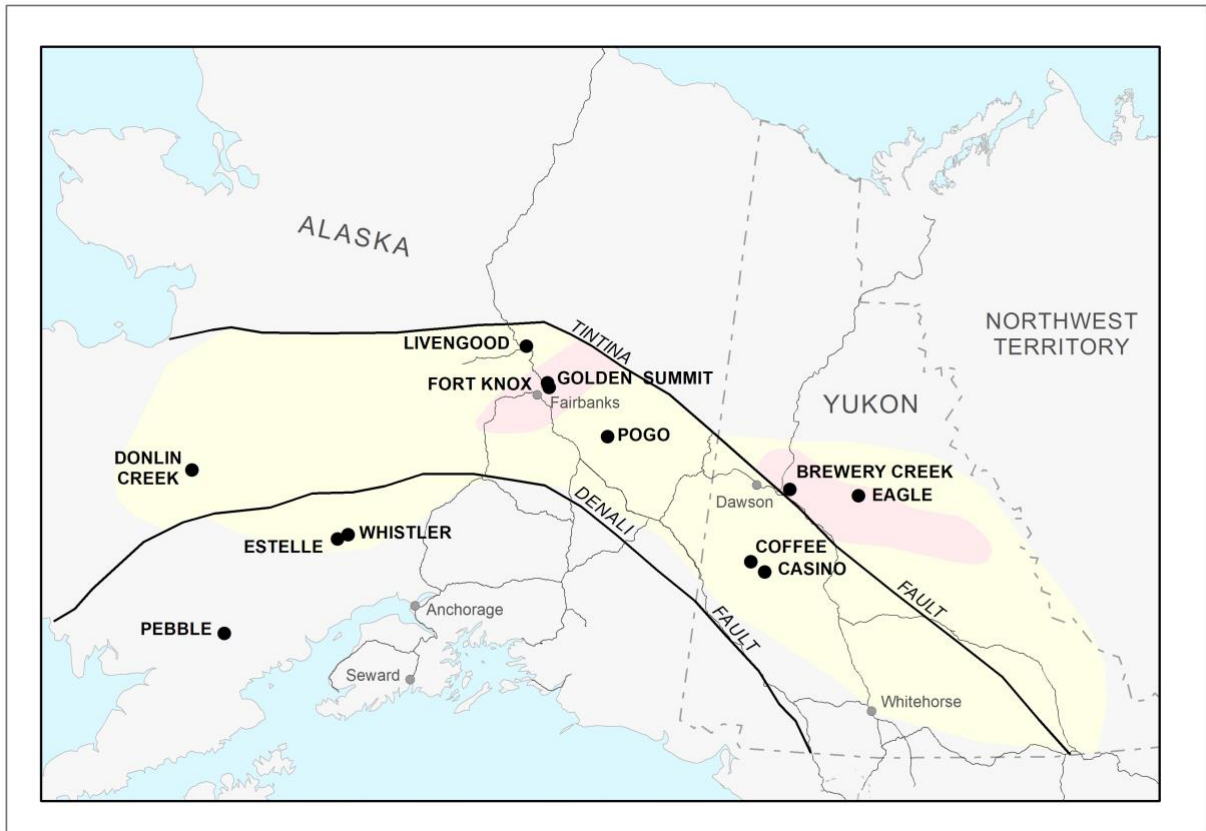 ALASKA
NORTHWEST
TERRITORY
TINTINA
LIVENGOOD
GOLDEN SUMMIT
FORT KNOX
Fairbanks
YUKON
POGO
DONLIN
CREEK
BREWERY CREEK
EAGLE
Dawson
DENALI
WHISTLER
ESTELLE
COFFEE
CASINO
FAULT
Anchorage
PEBBLE
FAULT
Seward
Whitehorse